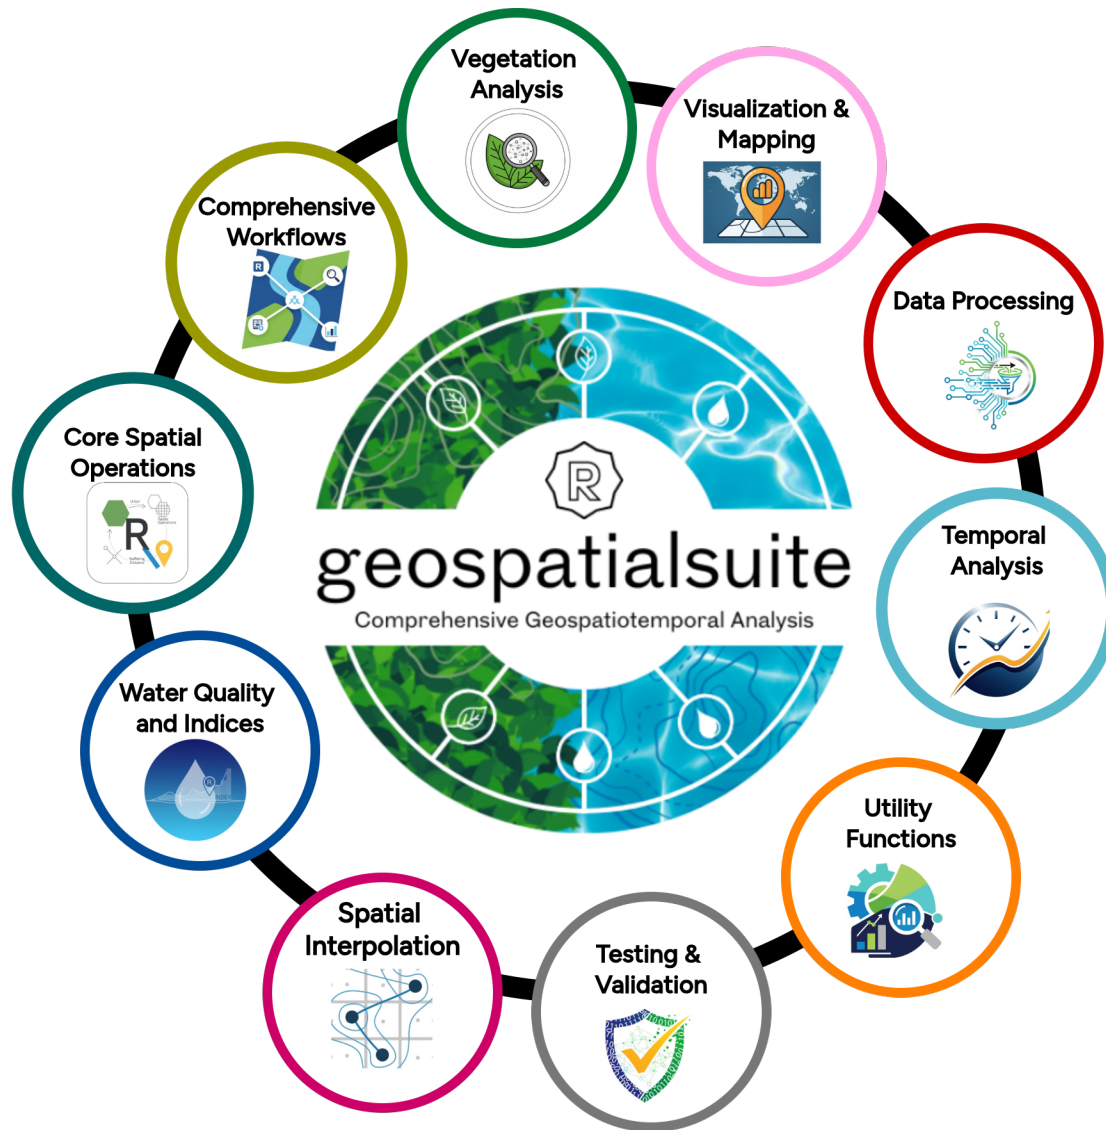 Vegetation
Analysis
Visualization &
Mapping
Data Processing
Temporal
Analysis
Utility
Functions
Testing &
Validation
Spatial
Interpolation
Water Quality
and Indices
R
Core Spatial
Operations
R
Comprehensive
Workflows
R
R
geospatialsuite
Comprehensive Geospatiotemporal Analysis